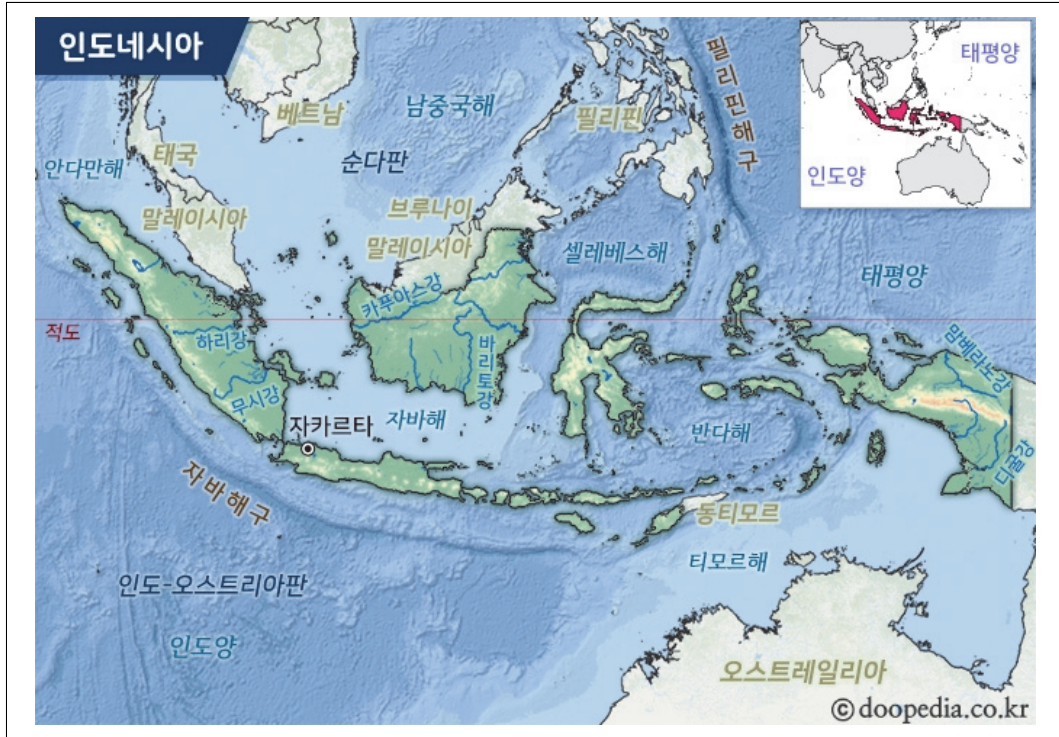 인도네시아
태평양
인도양
필리핀해구
베트남
남중국해
필리핀
태국
순다판
안다만해
말레이시아
브루나이
말레이시아
셀레베스해
태평양
카푸아스강
적도
하리강
바리토강
맘베라노강
무시강
자카르타
자바해
반다해
디굴강
자바해구
동티모르
티모르해
인도-오스트리아판
인도양
오스트레일리아
© doopedia.co.kr